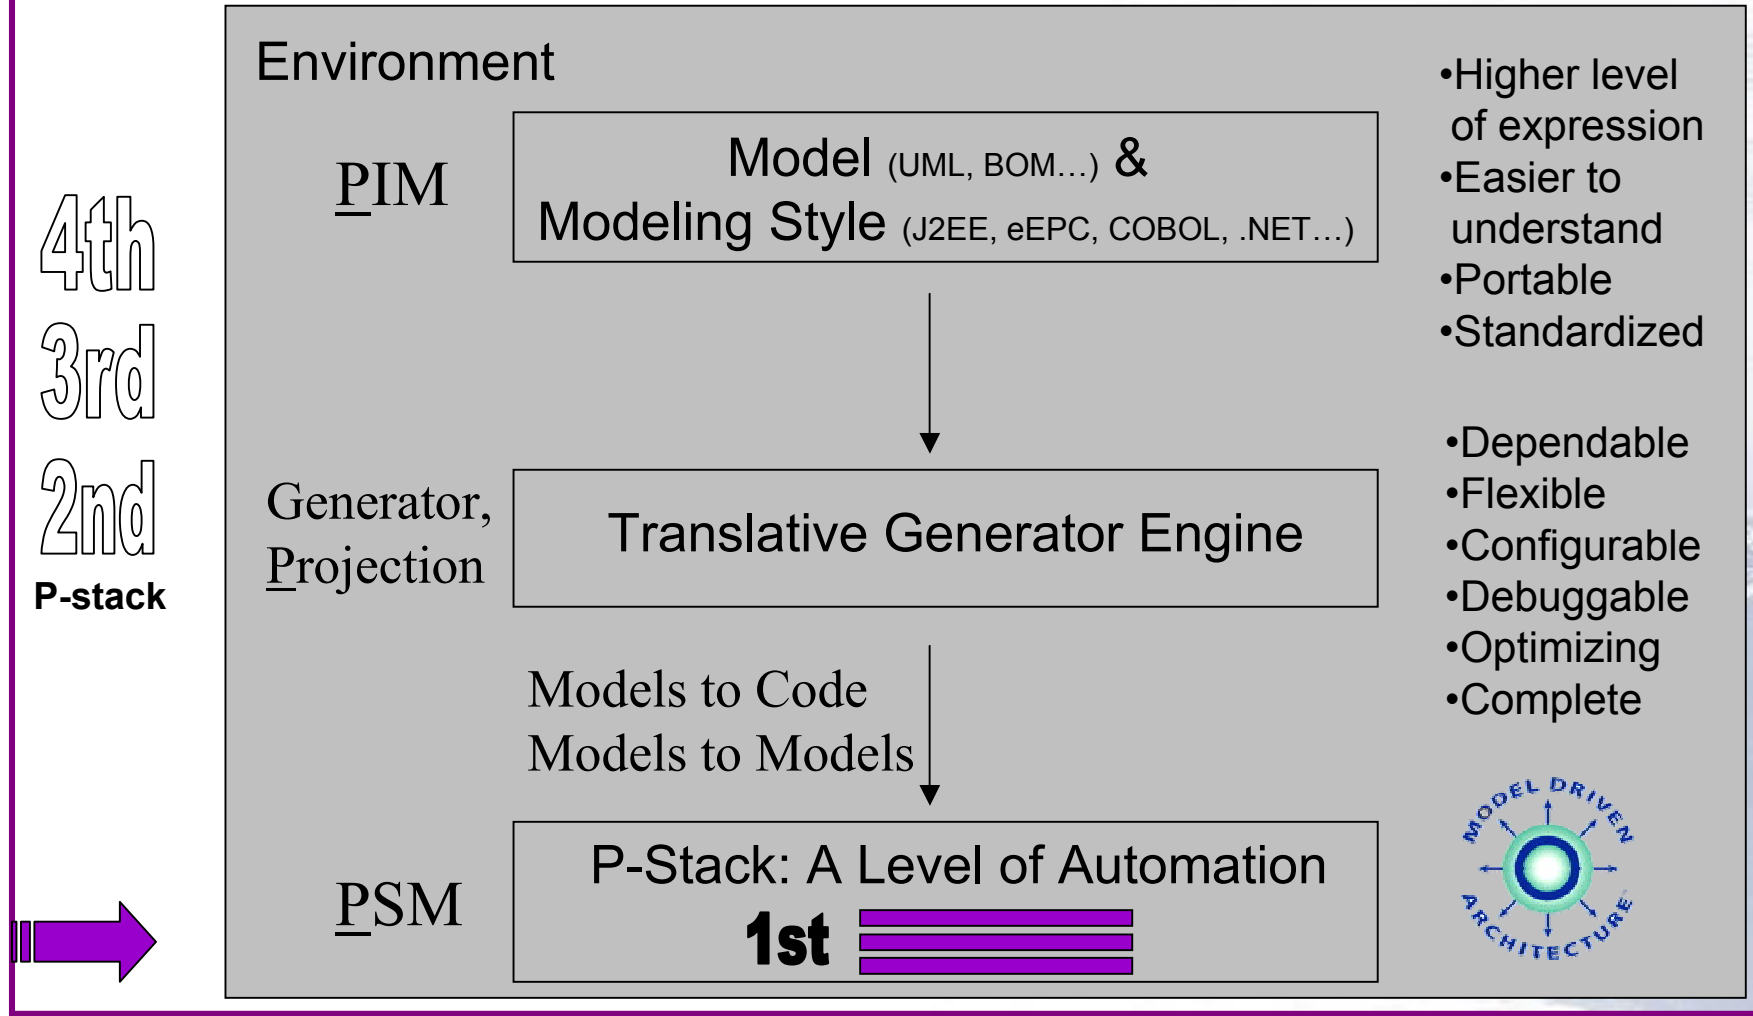 Environment
4th
3rd
2nd
P-stack
PIM
Model (UML, BOM…) &
Modeling Style (J2EE, eEPC, COBOL, .NET…)
•Higher level
of expression
•Easier to
understand
•Portable
•Standardized
Generator,
Projection
Translative Generator Engine
•Dependable
•Flexible
•Configurable
•Debuggable
•Optimizing
•Complete
Models to Code
Models to Models
PSM
P-Stack: A Level of Automation
1st
MODEL DRIVEN
ARCHITECTURE